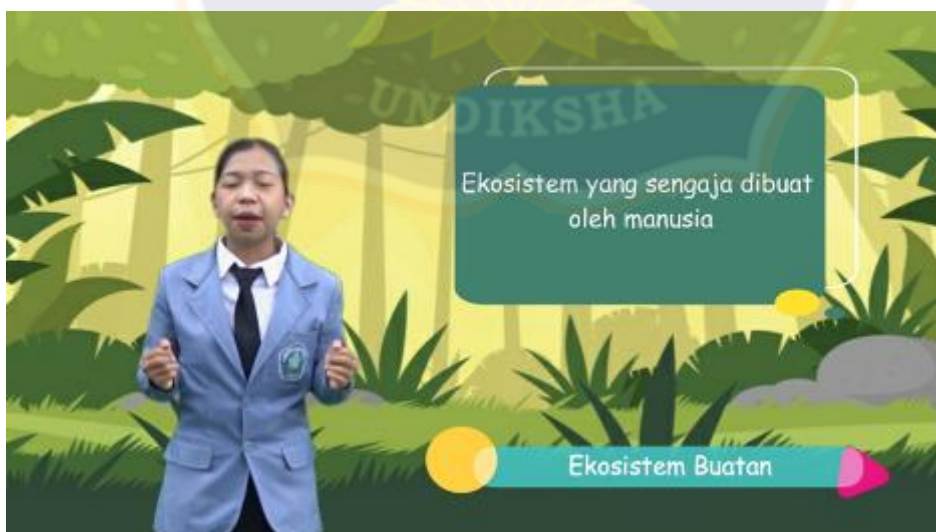 UNDIKSHA
Ekosistem yang sengaja dibuat
oleh manusia
Ekosistem Buatan